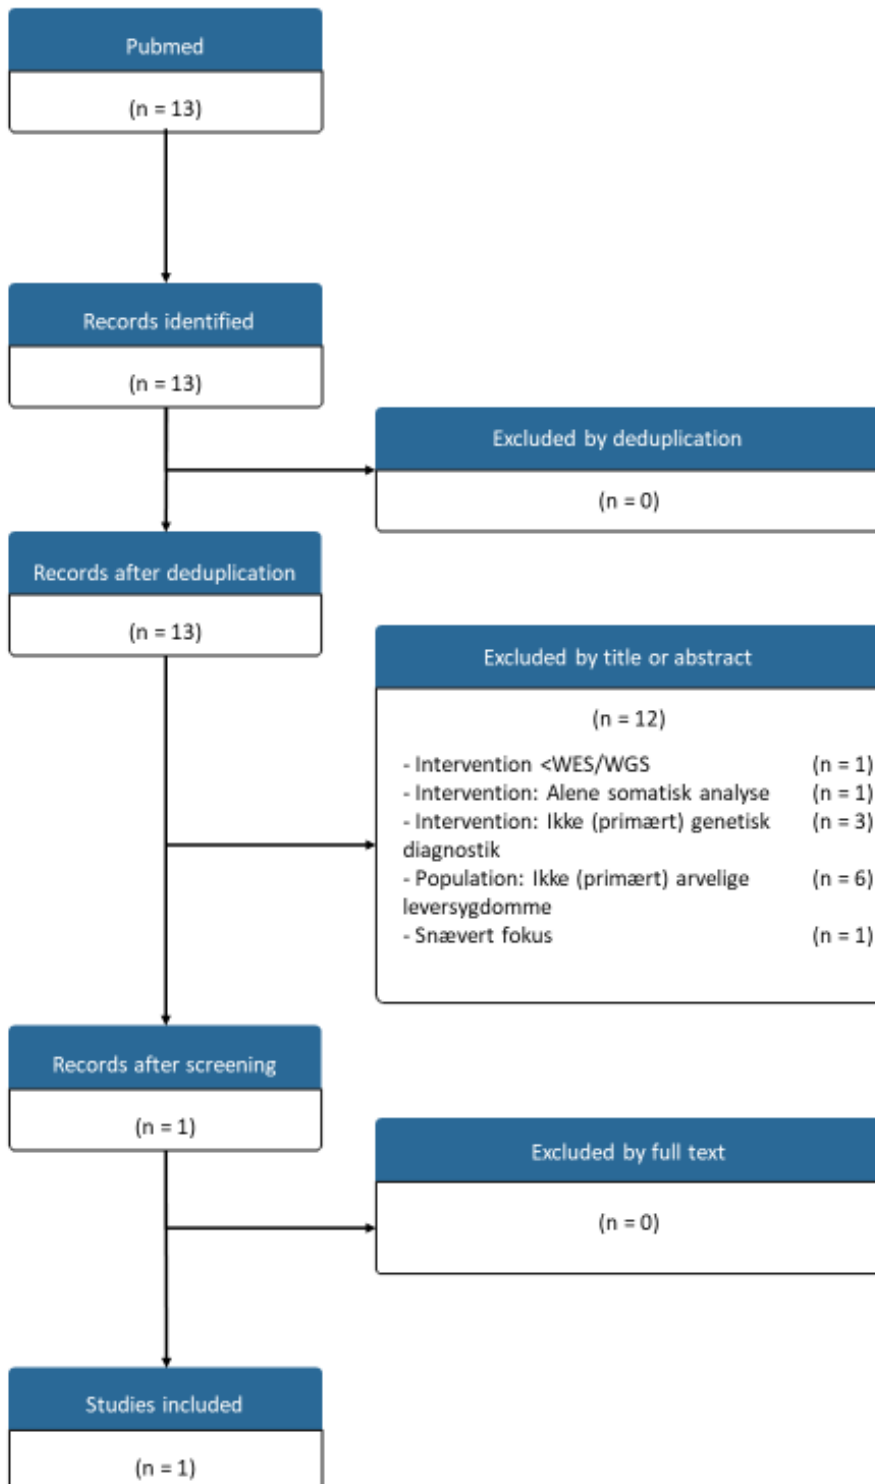 Pubmed
(n = 13)
Records identified
(n = 13)
Excluded by deduplication
(n = 0)
Records after deduplication
(n = 13)
Excluded by title or abstract
(n = 12)
- Intervention <WES/WGS (n = 1)
- Intervention: Alene somatisk analyse (n = 1)
- Intervention: Ikke (primært) genetisk (n = 3)
diagnostik
- Population: Ikke (primært) arvelige (n = 6)
leversygdomme
- Snævert fokus (n = 1)
Records after screening
(n = 1)
Excluded by full text
(n = 0)
Studies included
(n = 1)